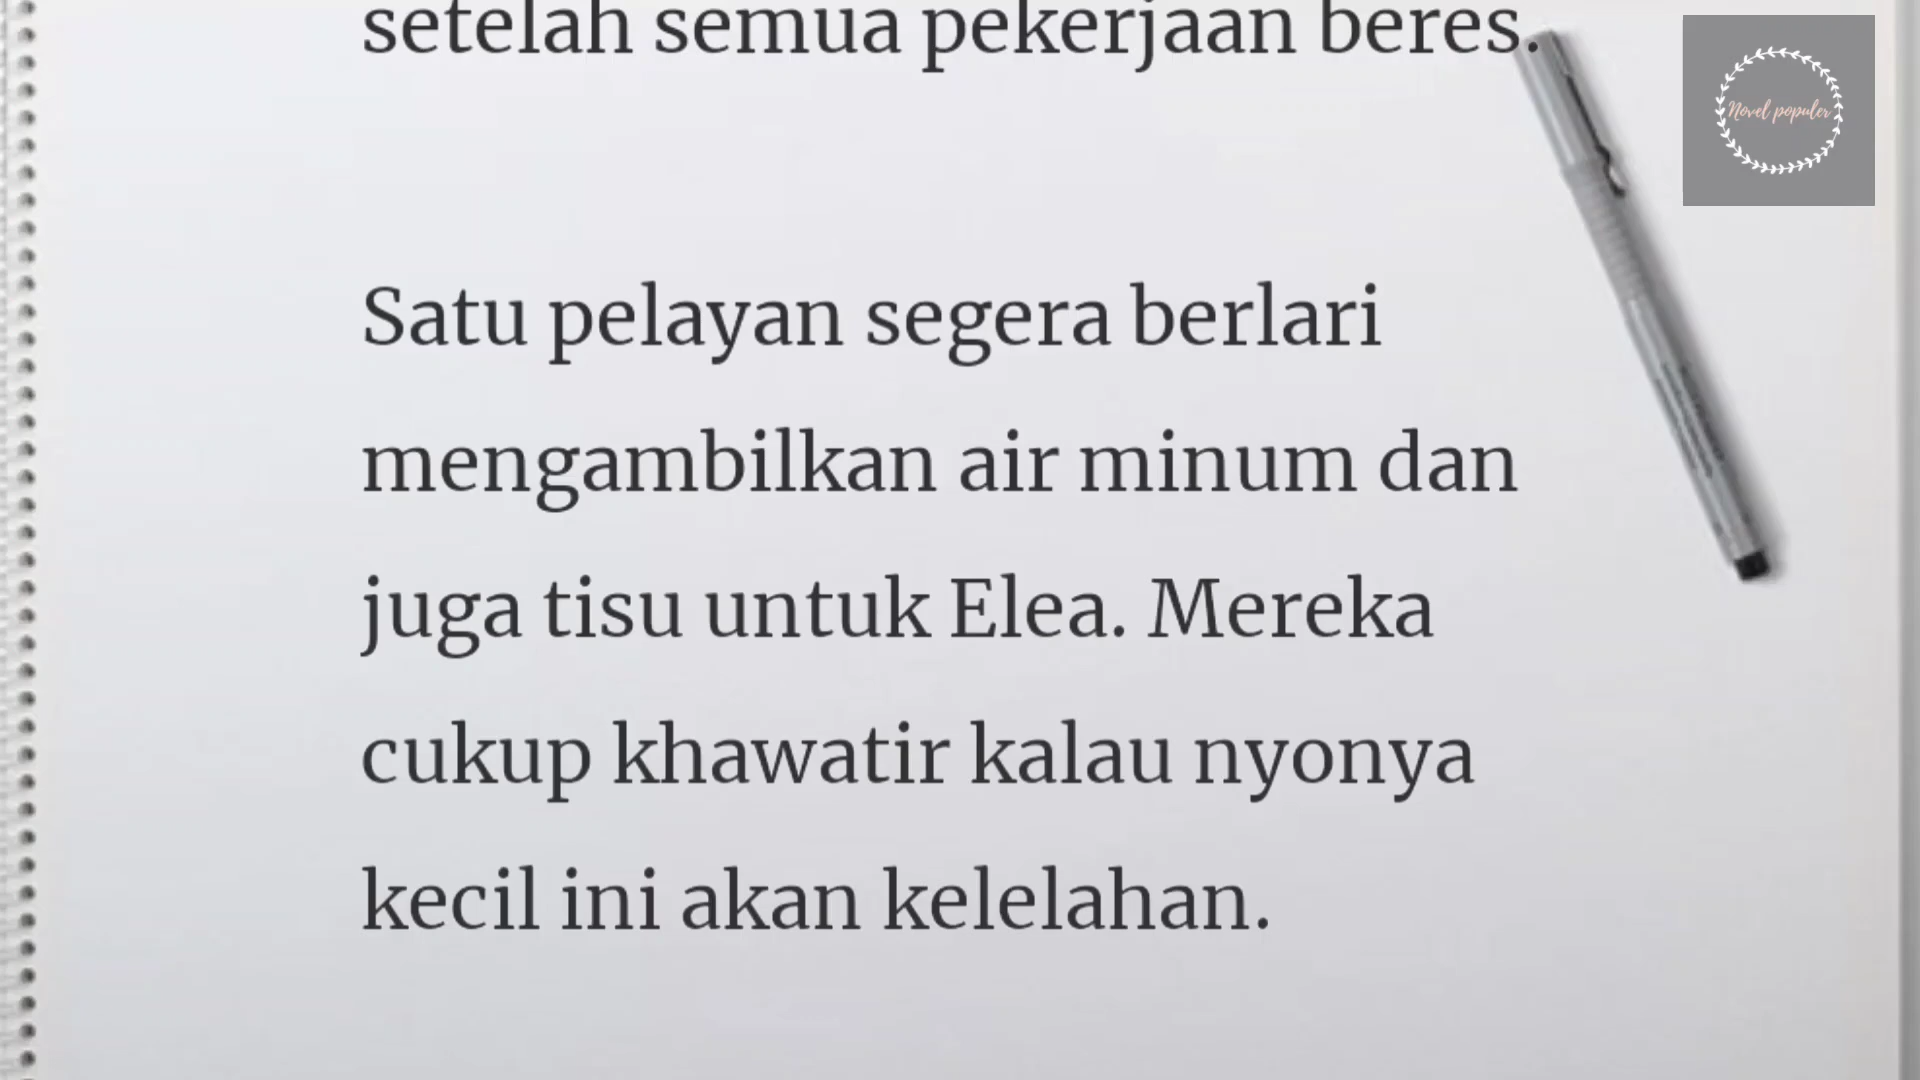 setelah semua pekerjaan beres.
Novel populer
Satu pelayan segera berlari
mengambilkan air minum dan
juga tisu untuk Elea. Mereka
cukup khawatir kalau nyonya
kecil ini akan kelelahan.